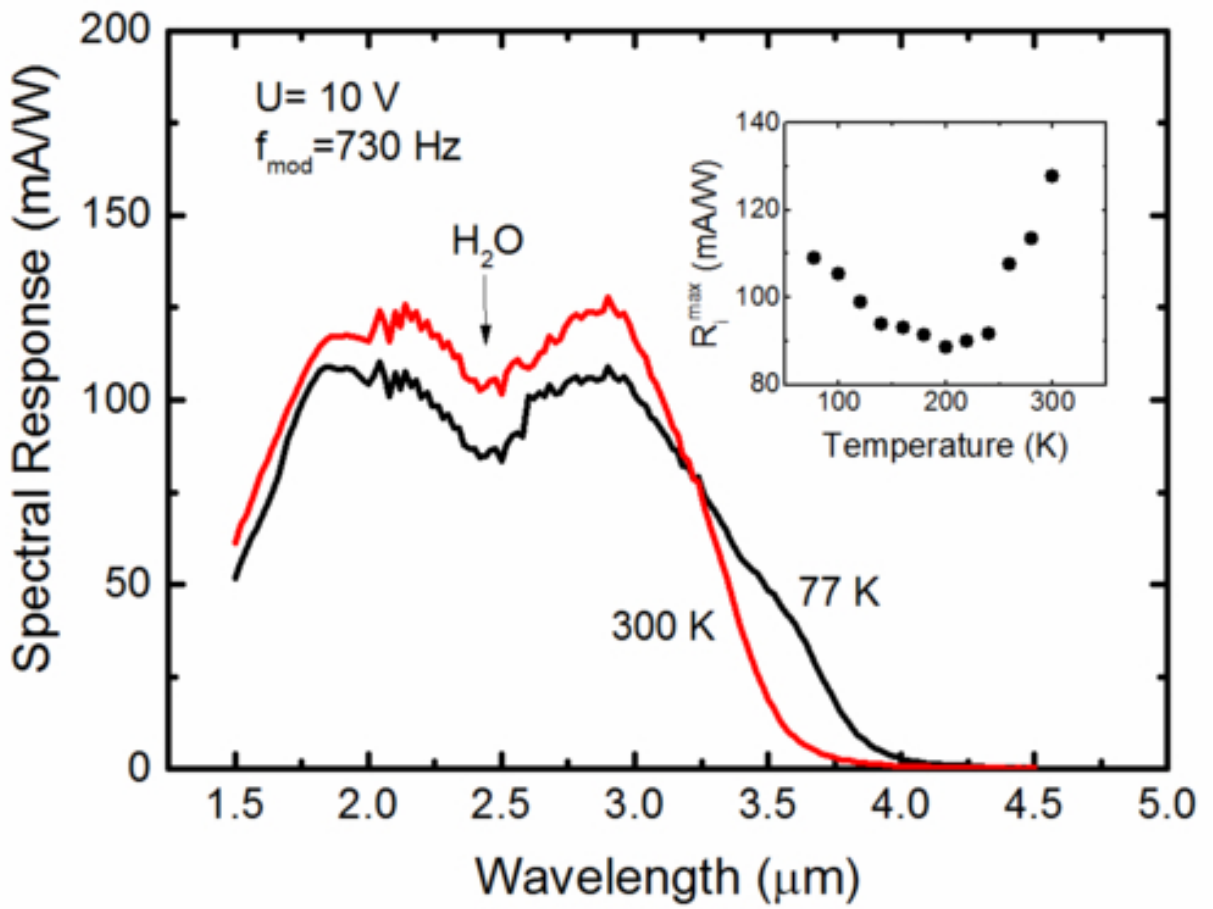 200
150
100
50
0
Spectral Response (mA/W)
U= 10 V
f_mod=730 Hz
H₂O
300 K
77 K
1.5 2.0 2.5 3.0 3.5 4.0 4.5 5.0
Wavelength (μm)
140
120
100
80
R_i^max (mA/W)
100 200 300
Temperature (K)